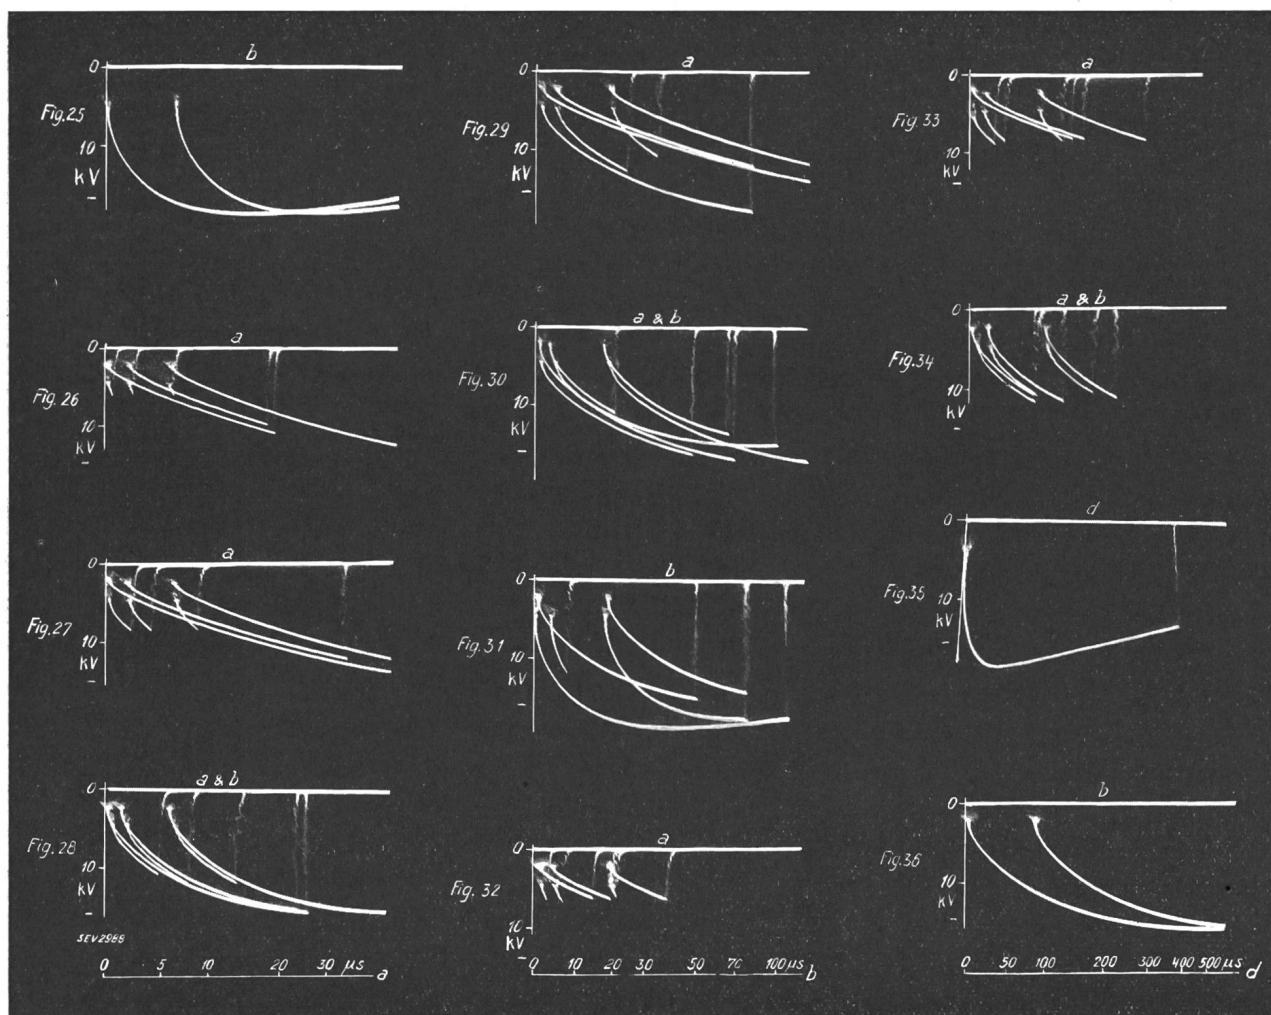 b
0
Fig.25
10
kV
a
0
Fig.26
10
kV
a
0
Fig.27
10
kV
a & b
0
Fig.28
10
kV
SEV2988
0 5 10 20 30 µs a
a
0
Fig.29
10
kV
a & b
0
Fig.30
10
kV
b
0
Fig.31
10
kV
a
0
Fig. 32
10
kV
0 10 30 50 70 100 µs b
a
0
Fig.33
10
kV
a & b
0
Fig.34
10
kV
d
0
Fig.35
10
kV
b
0
Fig.36
10
kV
0 50 100 200 300 400 500 µs d